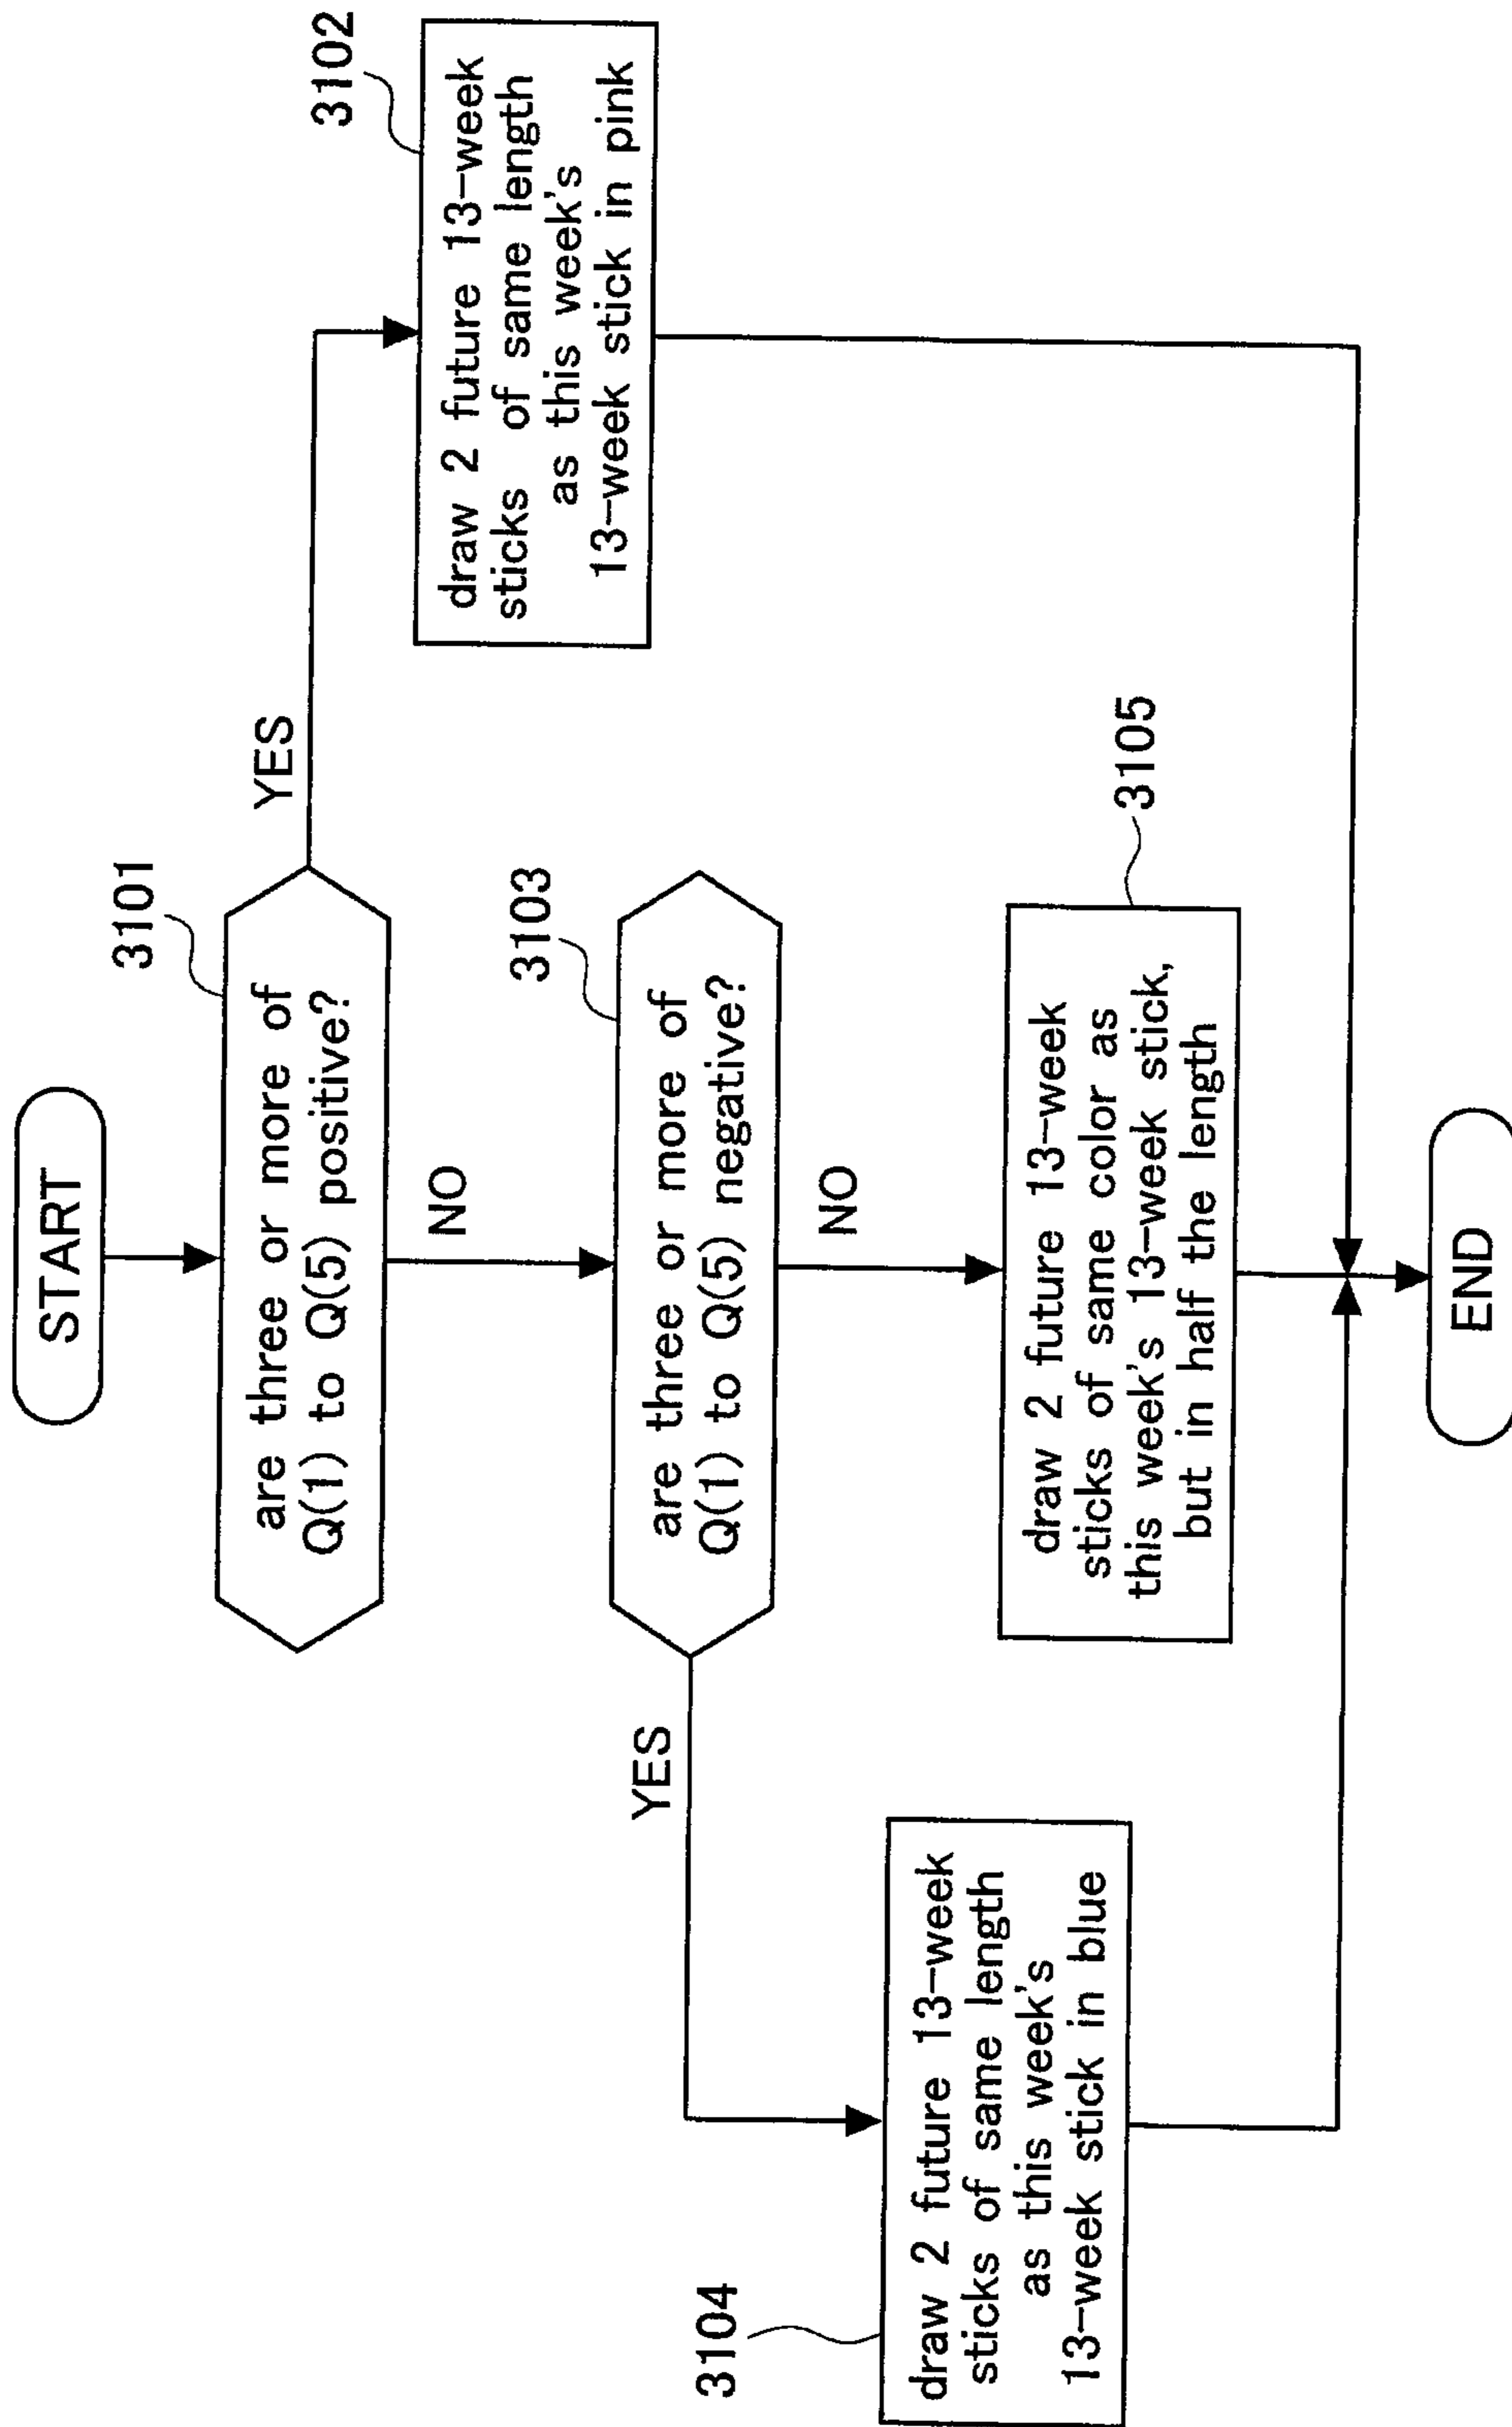 START
3101
are three or more of
Q(1) to Q(5) positive?
YES
3102
draw 2 future 13-week
sticks of same length
as this week's
13-week stick in pink
NO
3103
are three or more of
Q(1) to Q(5) negative?
YES
3104
draw 2 future 13-week
sticks of same length
as this week's
13-week stick in blue
NO
3105
draw 2 future 13-week
sticks of same color as
this week's 13-week stick,
but in half the length
END